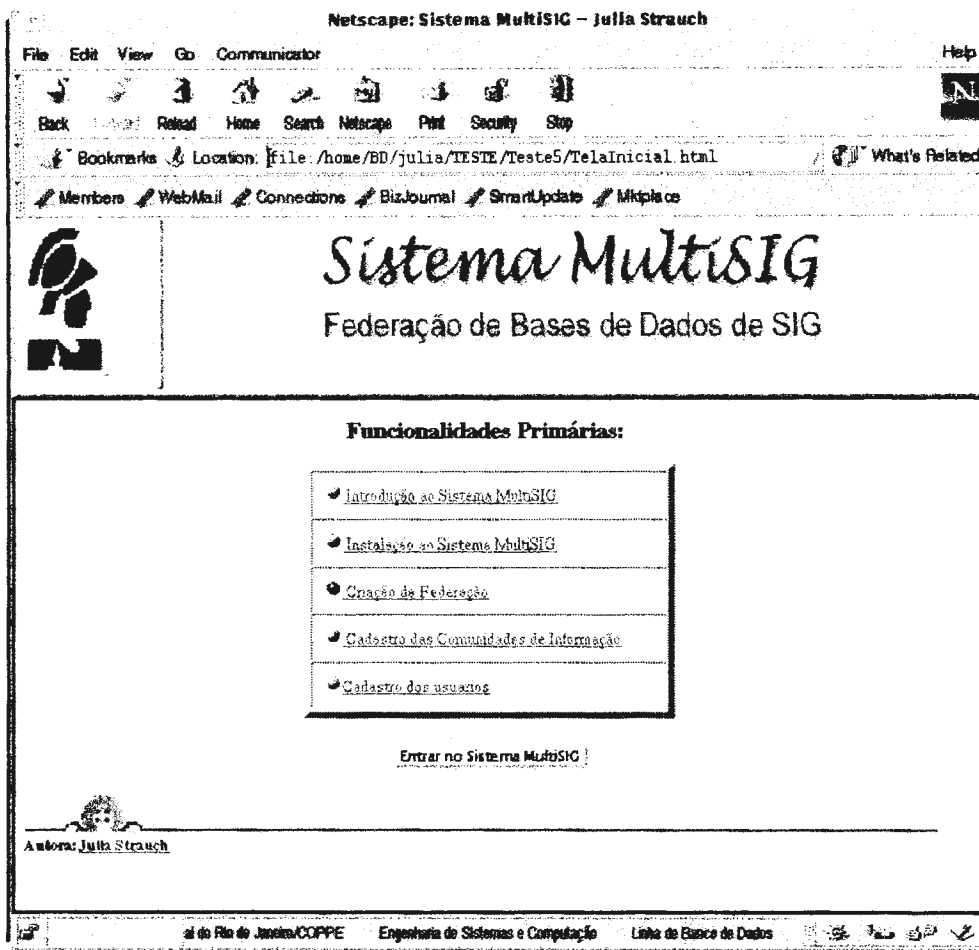 Netscape: Sistema MultiSIG – Julia Strauch
File Edit View Go Communicator Help
Back Reload Home Search Netscape Print Security Stop
Bookmarks Location: file:/home/BD/julia/TESTE/Teste5/TelaInicial.html What's Related
Members WebMail Connections BizJournal SmartUpdate Mktplace
Sistema MultiSIG
Federação de Bases de Dados de SIG
Funcionalidades Primárias:
Introdução ao Sistema MultiSIG
Instalação ao Sistema MultiSIG
Criação da Federação
Cadastro das Comunidades de Informação
Cadastro dos usuarios
Entrar no Sistema MultiSIG
Autora: Julia Strauch
al do Rio de Janeiro/COPPE Engenharia de Sistemas e Computação Linha de Banco de Dados